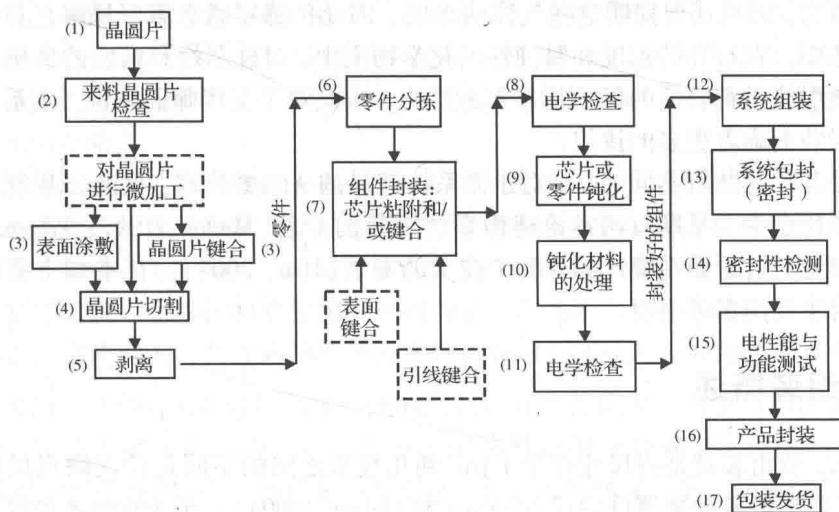 (1) 晶圆片
(2) 来料晶圆片
检查
对晶圆片
进行微加工
(3) 表面涂敷
晶圆片键合 (3)
(4) 晶圆片切割
(5) 剥离
零件
(6) 零件分拣
(7) 组件封装:
芯片粘附和/
或键合
表面
键合
引线键合
(8) 电学检查
(9) 芯片或
零件钝化
(10) 钝化材料
的处理
(11) 电学检查
封装好的组件
(12) 系统组装
(13) 系统包封
(密封)
(14) 密封性检测
(15) 电性能与
功能测试
(16) 产品封装
(17) 包装发货